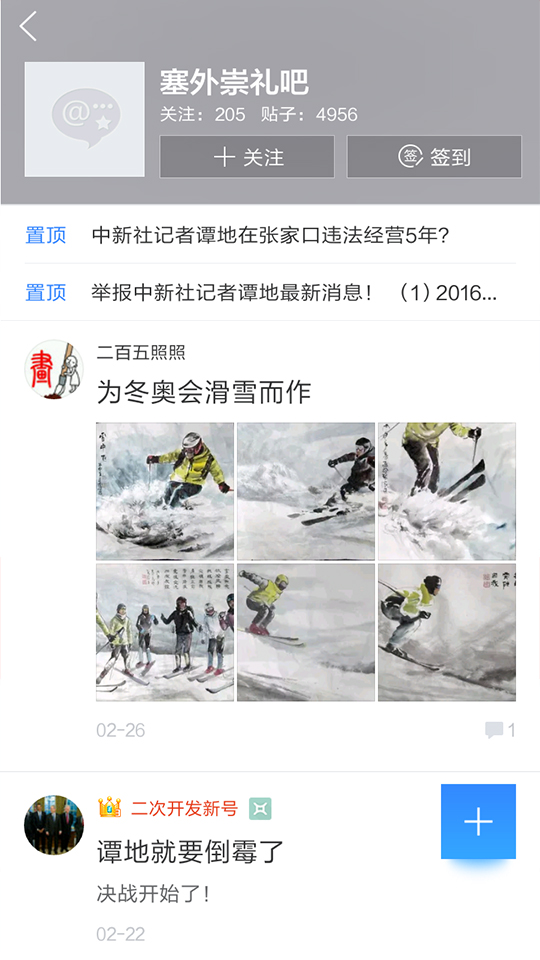 塞外崇礼吧
关注：205 贴子：4956
关注
签 签到
置顶 中新社记者谭地在张家口违法经营5年?
置顶 举报中新社记者谭地最新消息！（1）2016...
畫
二百五照照
为冬奥会滑雪而作
02-26
1
二次开发新号
谭地就要倒霉了
决战开始了！
02-22